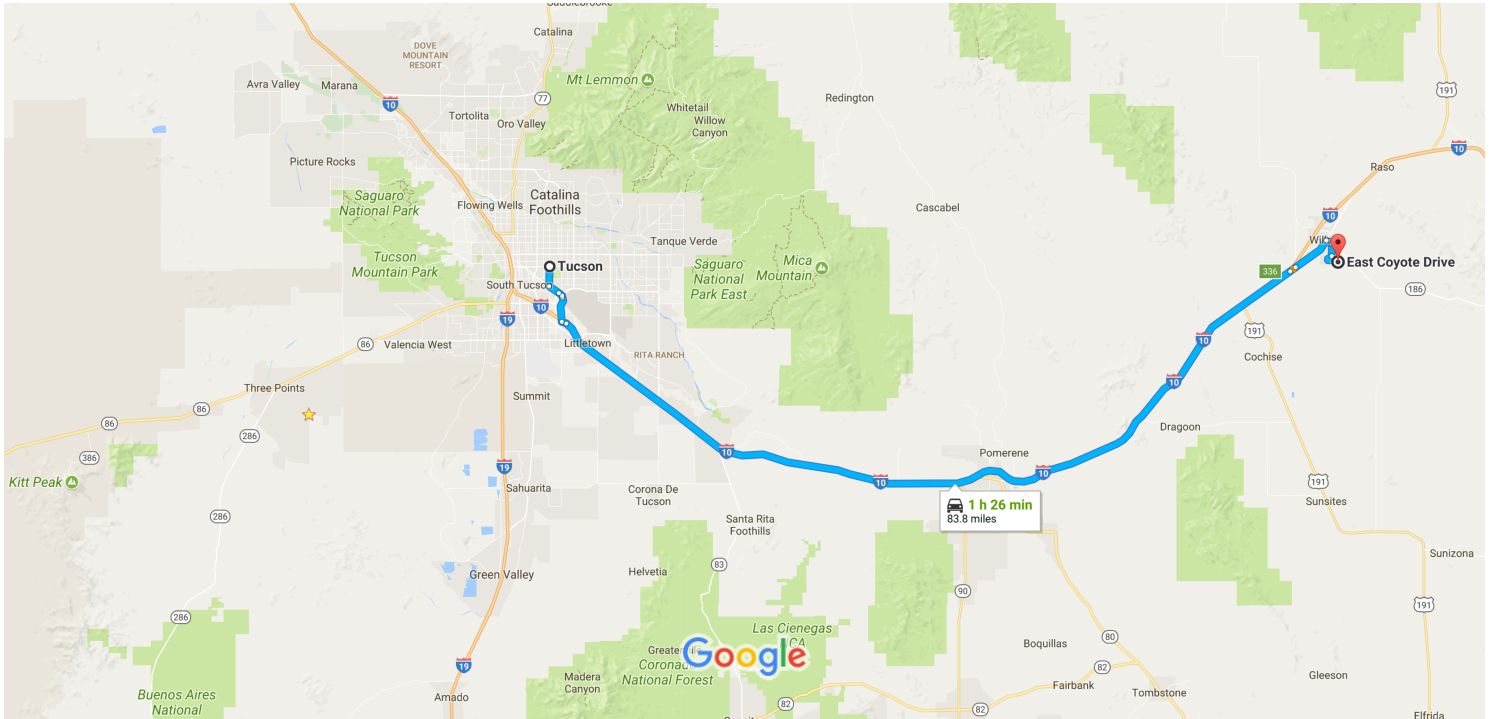 Saddlebrooke
Catalina
DOVE
MOUNTAIN
RESORT
Avra Valley
Marana
Mt Lemmon
Redington
77
191
10
Tortolita
Oro Valley
Whitetail
Willow
Canyon
10
Picture Rocks
Raso
Saguaro
National Park
Catalina
Foothills
Flowing Wells
Cascabel
10
Tanque Verde
Tucson
Mountain Park
Tucson
Saguaro
National
Park East
Mica
Mountain
336
East Coyote Drive
186
South Tucso
10
19
86
Valencia West
Littletown
RITA RANCH
191
10
Cochise
Three Points
Summit
10
86
86
286
Dragoon
386
Kitt Peak
10
Pomerene
10
10
19
Sahuarita
Corona De
Tucson
1 h 26 min
83.8 miles
191
Sunsites
286
Santa Rita
Foothills
Sunizona
Green Valley
Helvetia
83
90
191
286
Las Cienegas
NCA
Boquillas
80
Google
Coronado
National Forest
19
82
Madera
Canyon
Gleeson
Buenos Aires
National
Amado
Fairbank
Tombstone
82
82
Elfrida